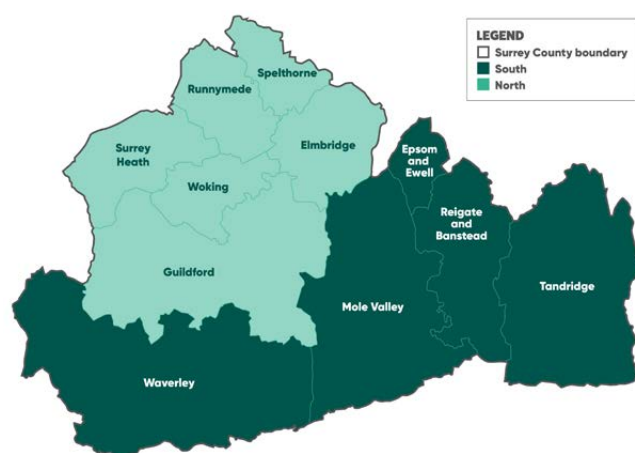 LEGEND
Surrey County boundary
South
North
Spelthorne
Runnymede
Surrey
Heath
Elmbridge
Woking
Epsom
and
Ewell
Reigate
and
Banstead
Guildford
Mole Valley
Tandridge
Waverley